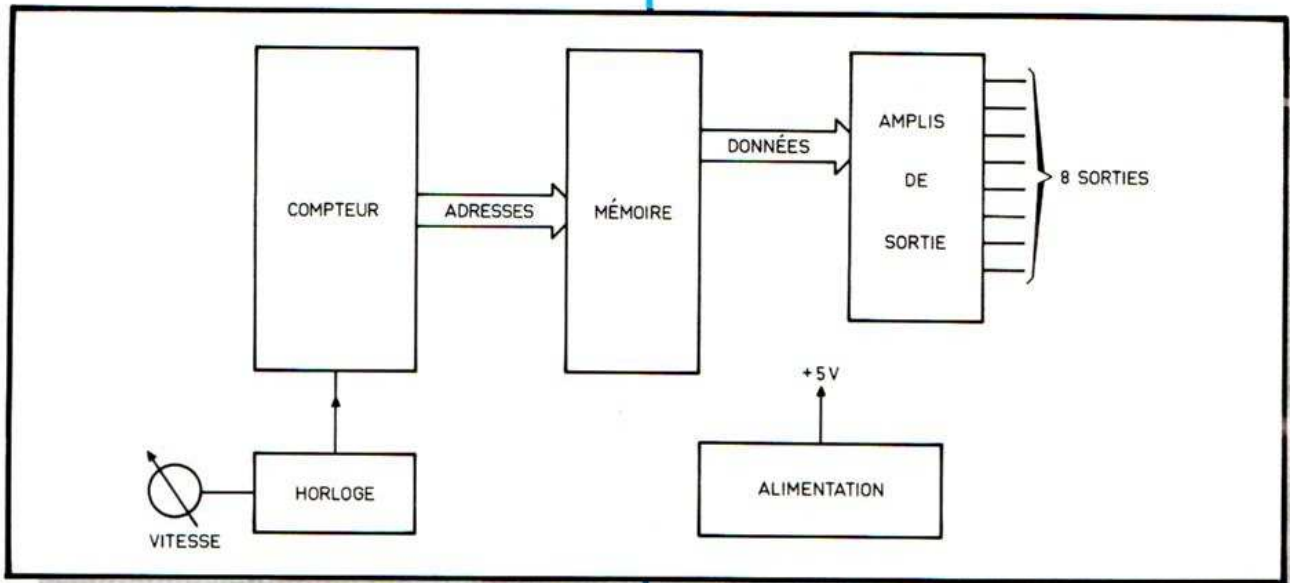 COMPTEUR
ADRESSES
MÉMOIRE
DONNÉES
AMPLIS
DE
SORTIE
8 SORTIES
HORLOGE
VITESSE
+5V
ALIMENTATION